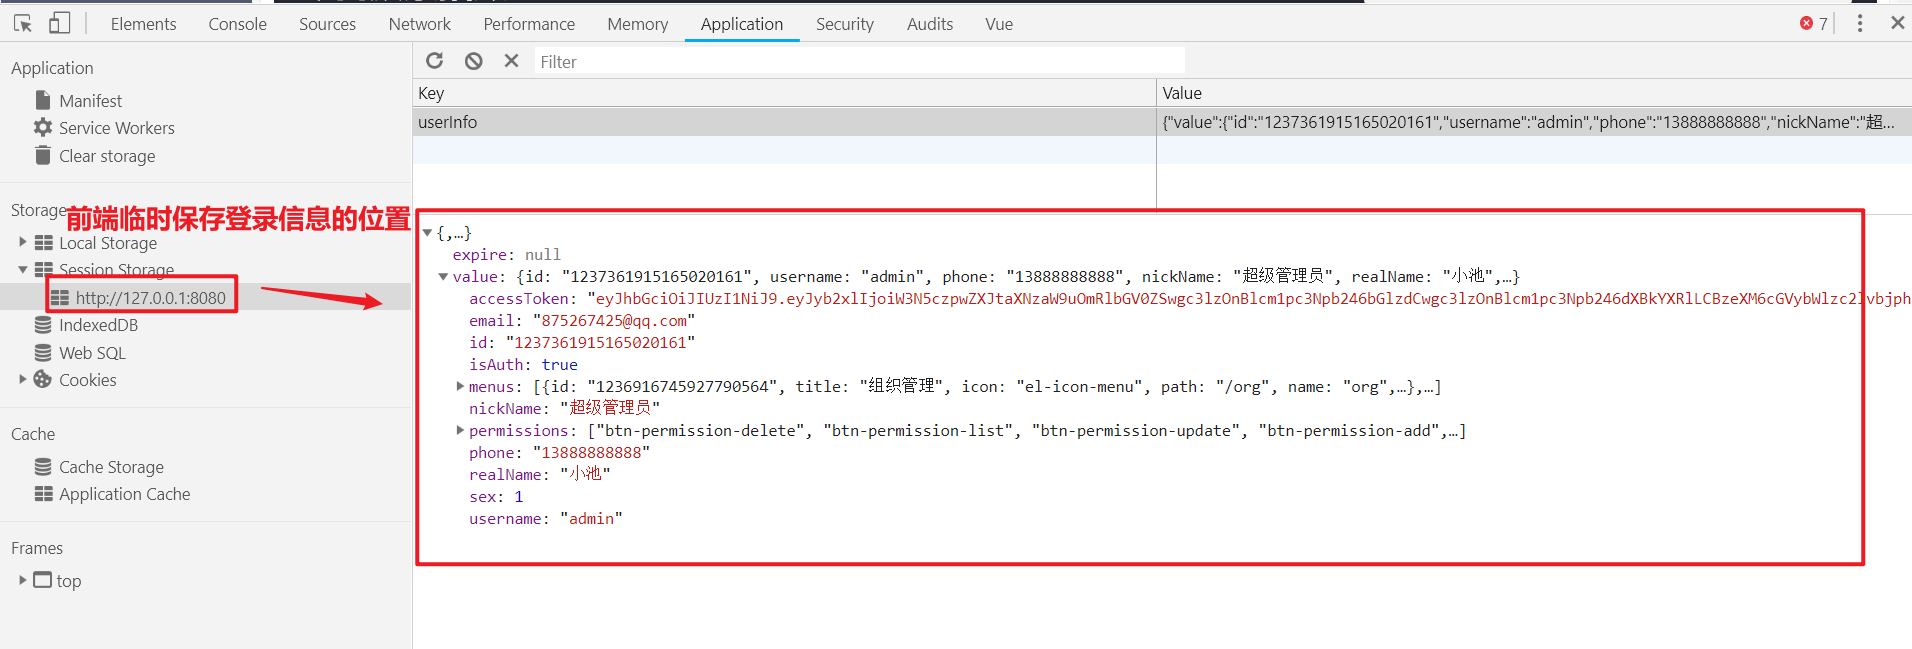 Elements Console Sources Network Performance Memory Application Security Audits Vue 7
Application
Manifest
Service Workers
Clear storage
Storage
前端临时保存登录信息的位置
Local Storage
Session Storage
http://127.0.0.1:8080
IndexedDB
Web SQL
Cookies
Cache
Cache Storage
Application Cache
Frames
top
Filter
Key Value
userInfo {"value":{"id":"1237361915165020161","username":"admin","phone":"13888888888","nickName":"超...
{,…}
expire: null
value: {id: "1237361915165020161", username: "admin", phone: "13888888888", nickName: "超级管理员", realName: "小池",…}
accessToken: "eyJhbGciOiJIUzI1NiJ9.eyJyb2xlIjoiW3N5czpwZXJtaXNzaW9uOmRlbGV0ZSwgc3lzOnBlcm1pc3Npb246bGlzdCwgc3lzOnBlcm1pc3Npb246dXBkYXRlLCBzeXM6cGVybWlzc2lvbjph
email: "875267425@qq.com"
id: "1237361915165020161"
isAuth: true
menus: [{id: "1236916745927790564", title: "组织管理", icon: "el-icon-menu", path: "/org", name: "org",…},…]
nickName: "超级管理员"
permissions: ["btn-permission-delete", "btn-permission-list", "btn-permission-update", "btn-permission-add",…]
phone: "13888888888"
realName: "小池"
sex: 1
username: "admin"